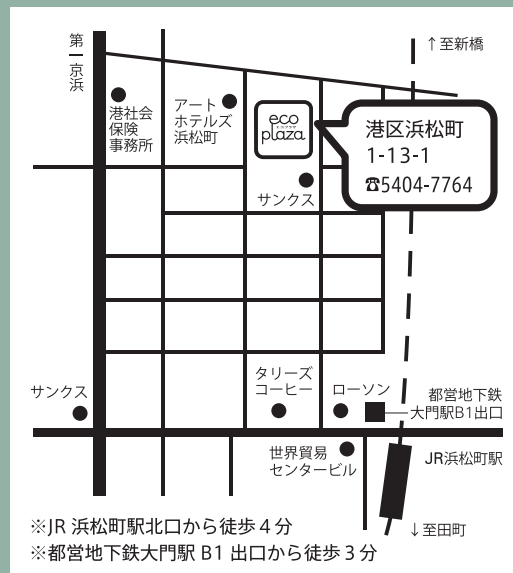 第一京浜
↑至新橋
港社会
保険
事務所
アート
ホテルズ
浜松町
eco
エコプラザ
plaza
港区浜松町
1-13-1
☎5404-7764
サンクス
サンクス
タリーズ
コーヒー
ローソン
都営地下鉄
大門駅B1出口
世界貿易
センタービル
JR浜松町駅
↓至田町
※JR 浜松町駅北口から徒歩 4 分
※都営地下鉄大門駅 B1 出口から徒歩 3 分